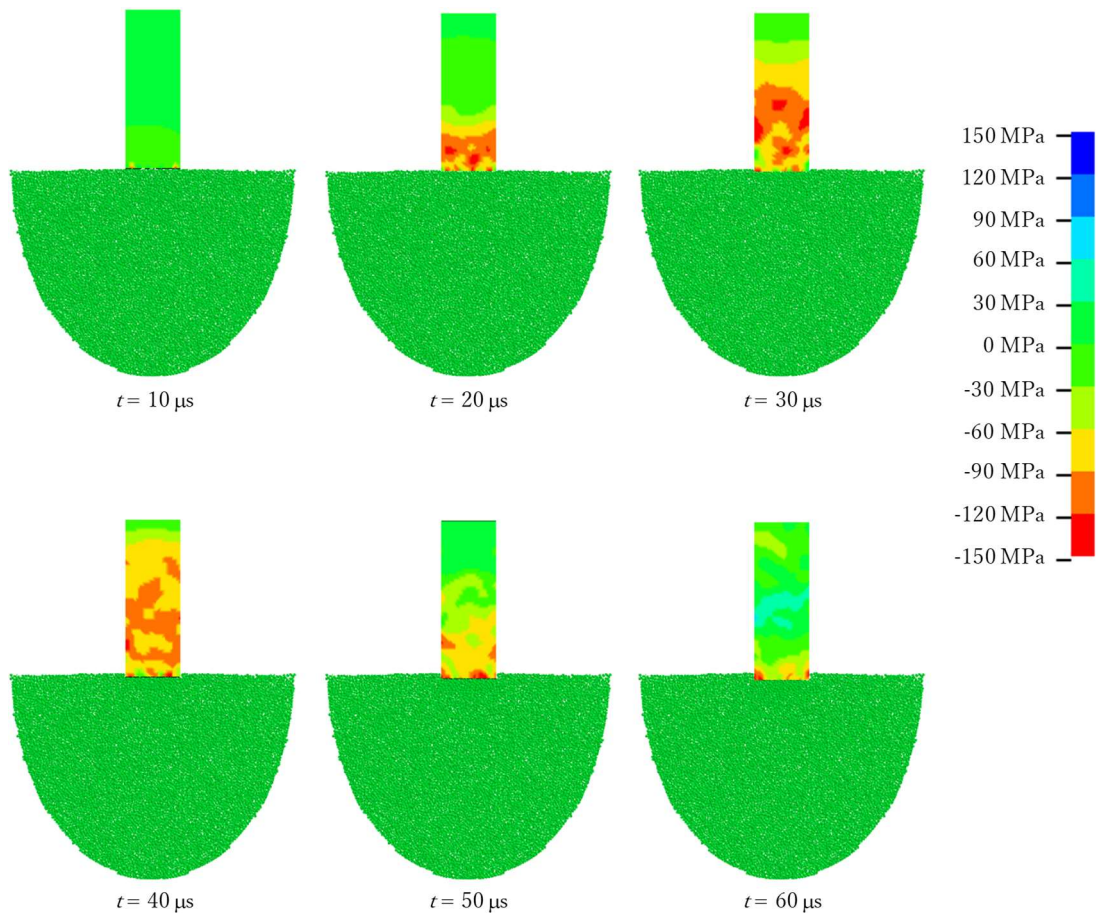 t = 10 μs
t = 20 μs
t = 30 μs
150 MPa
120 MPa
90 MPa
60 MPa
30 MPa
0 MPa
-30 MPa
-60 MPa
-90 MPa
-120 MPa
-150 MPa
t = 40 μs
t = 50 μs
t = 60 μs